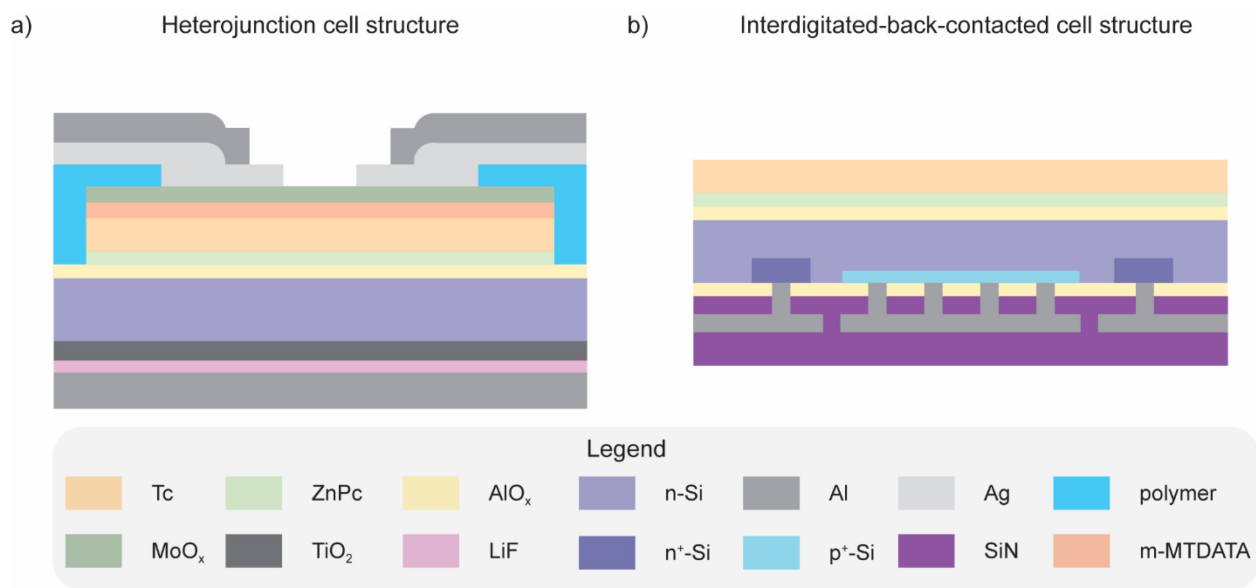 a) Heterojunction cell structure
b) Interdigitated-back-contacted cell structure
Legend
Tc ZnPc AlOₓ n-Si Al Ag polymer
MoOₓ TiO₂ LiF n⁺-Si p⁺-Si SiN m-MTDATA